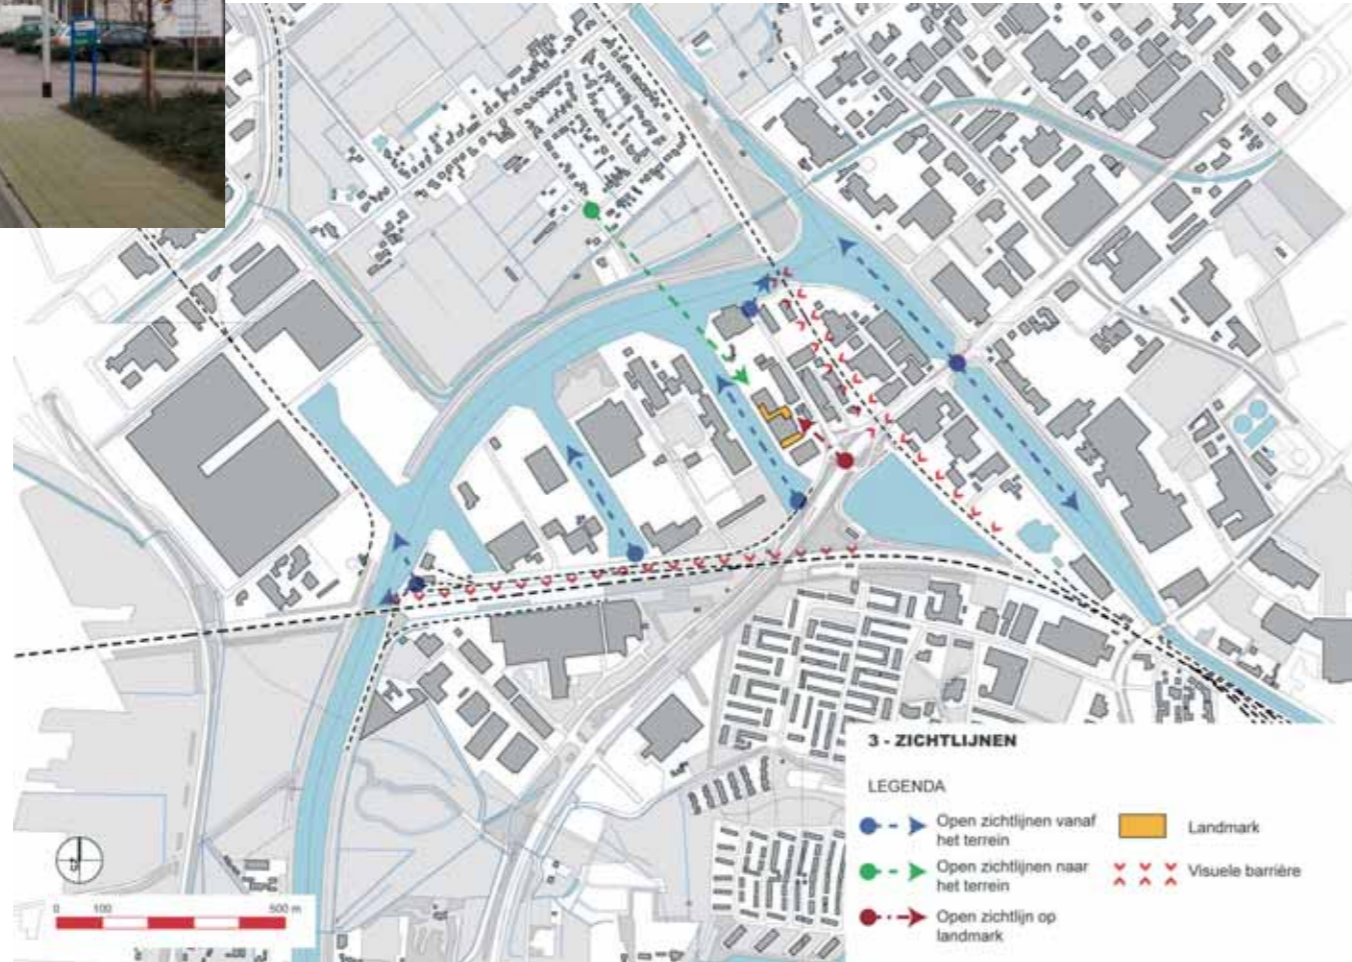 3 - ZICHTLIJNEN
LEGENDA
Open zichtlijnen vanaf
het terrein
Open zichtlijnen naar
het terrein
Open zichtlijn op
landmark
Landmark
Visuele barrière
0 100 500 m